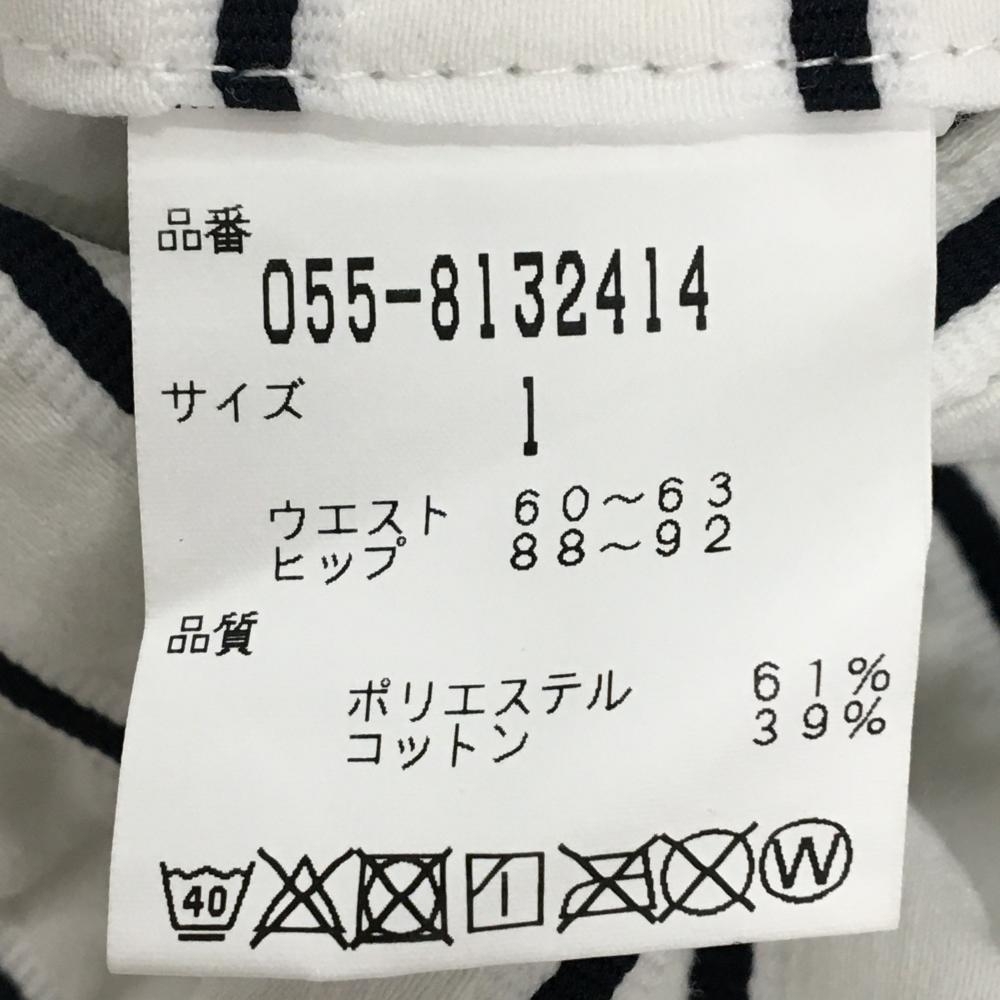 品番
055-8132414
サイズ 1
ウエスト 60～63
ヒップ 88～92
品質
ポリエステル 61%
コットン 39%
40 W